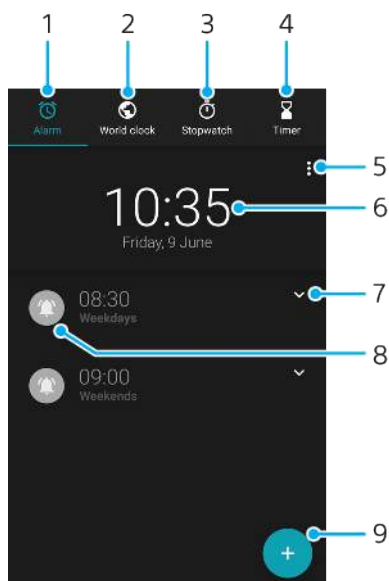 1 2 3 4
Alarm World clock Stopwatch Timer
5
10:35
6
Friday, 9 June
08:30
7
Weekdays
8
09:00
Weekends
9
+